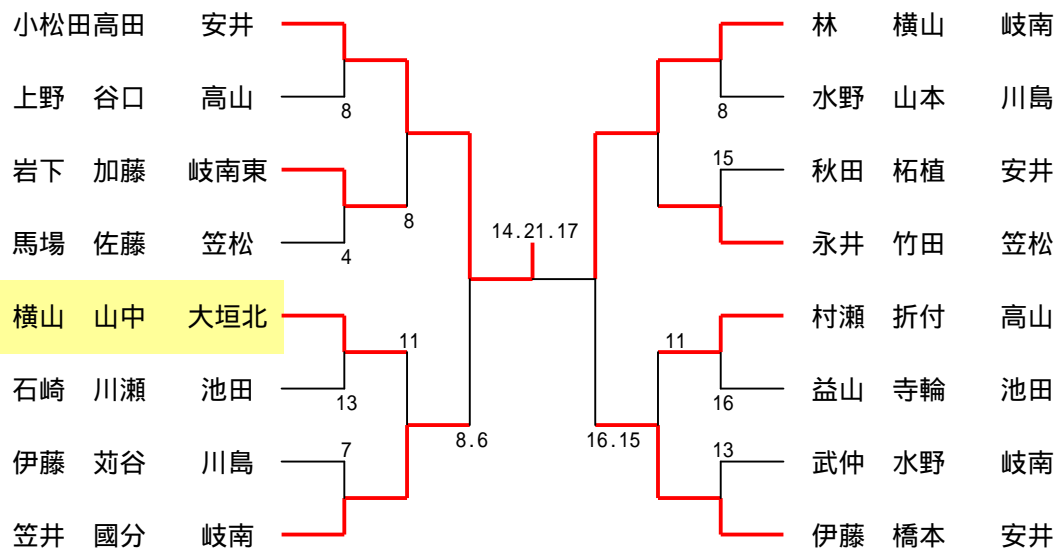 小松田高田 安井
上野 谷口 高山
8
岩下 加藤 岐南東
8
馬場 佐藤 笠松
4
横山 山中 大垣北
11
石崎 川瀬 池田
13
伊藤 苅谷 川島
7
8.6
笠井 國分 岐南
14.21.17
林 横山 岐南
水野 山本 川島
8
15
秋田 柘植 安井
永井 竹田 笠松
村瀬 折付 高山
11
益山 寺輪 池田
16
16.15
13
武仲 水野 岐南
伊藤 橋本 安井